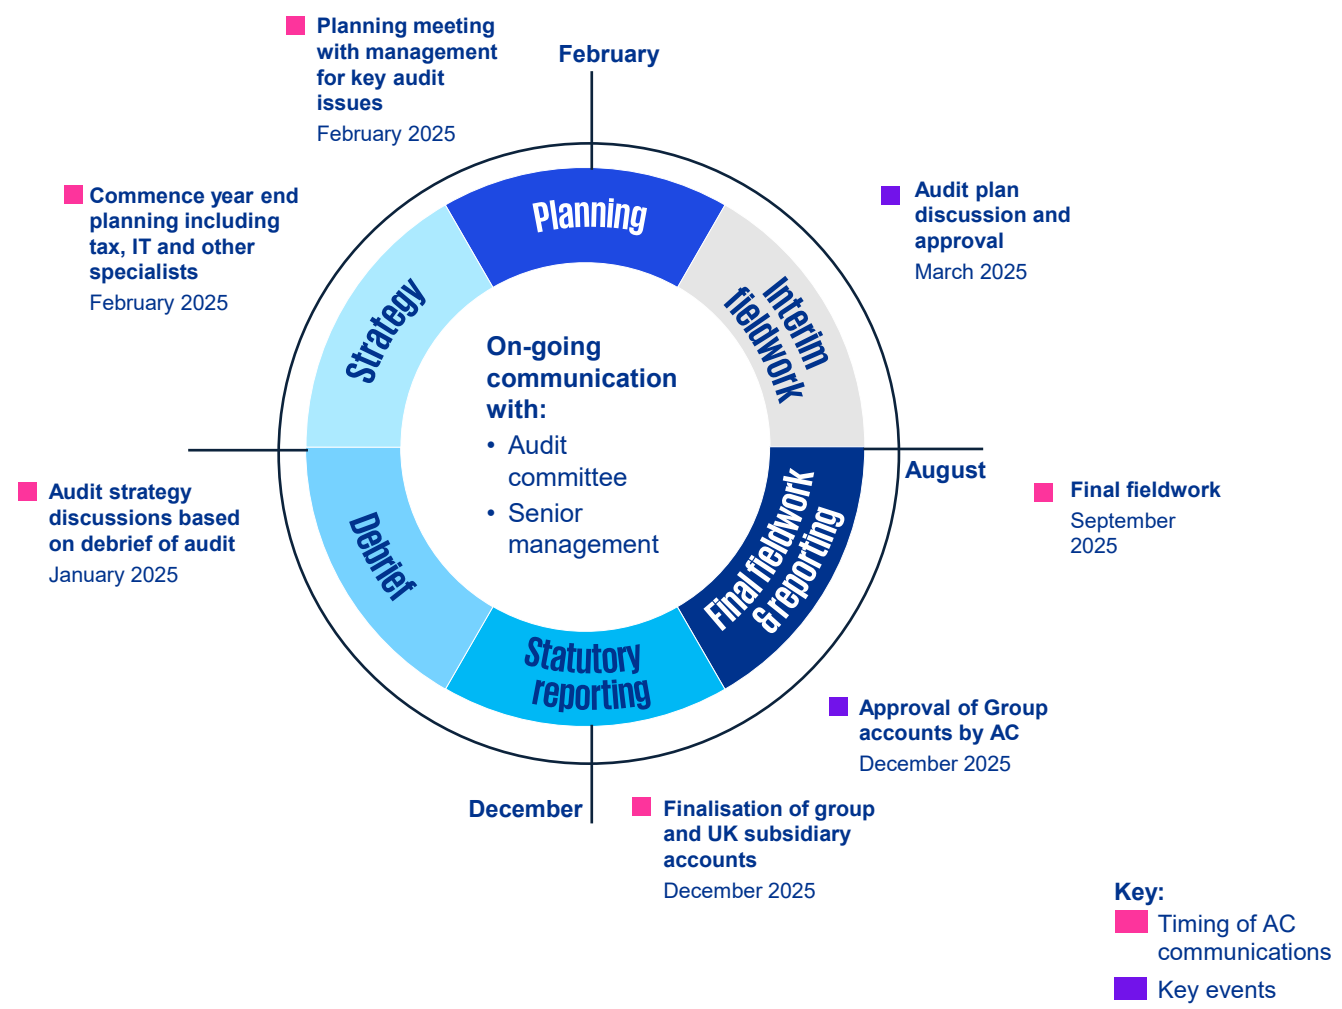 Planning meeting
with management
for key audit
issues
February 2025
February
Commence year end
planning including
tax, IT and other
specialists
February 2025
Audit plan
discussion and
approval
March 2025
Planning
Strategy
Interim
fieldwork
On-going
communication
with:
• Audit
committee
• Senior
management
August
Audit strategy
discussions based
on debrief of audit
January 2025
Final fieldwork
September
2025
Debrief
Final fieldwork
& reporting
Statutory
reporting
Approval of Group
accounts by AC
December 2025
December
Finalisation of group
and UK subsidiary
accounts
December 2025
Key:
Timing of AC
communications
Key events